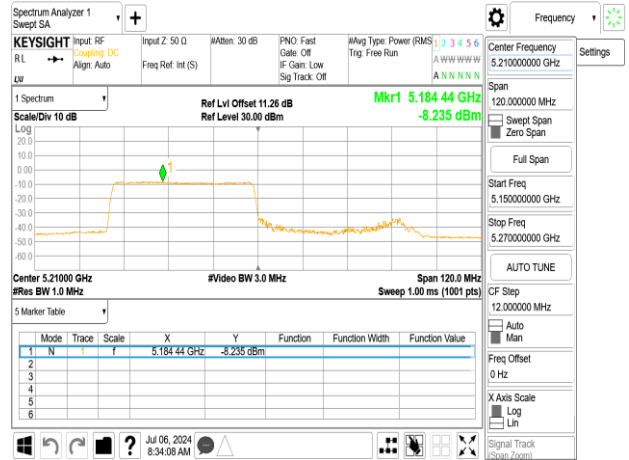 Spectrum Analyzer 1
Swept SA
Frequency
KEYSIGHT
Input: RF
Coupling: DC
Align: Auto
Input Z: 50 Ω
Freq Ref: Int (S)
#Atten: 30 dB
PNO: Fast
Gate: Off
IF Gain: Low
Sig Track: Off
#Avg Type: Power (RMS
Trig: Free Run
1 2 3 4 5 6
A W W W W W
A N N N N N
R L
LXI
1 Spectrum
Scale/Div 10 dB
Ref Lvl Offset 11.26 dB
Ref Level 30.00 dBm
Mkr1 5.184 44 GHz
-8.235 dBm
Log
20.0
10.0
0.00
-10.0
-20.0
-30.0
-40.0
-50.0
-60.0
1
Center 5.21000 GHz
#Res BW 1.0 MHz
#Video BW 3.0 MHz
Span 120.0 MHz
Sweep 1.00 ms (1001 pts)
5 Marker Table
Mode Trace Scale X Y Function Function Width Function Value
1 N 1 f 5.184 44 GHz -8.235 dBm
2
3
4
5
6
?
Jul 06, 2024
8:34:08 AM
Center Frequency
5.210000000 GHz
Settings
Span
120.000000 MHz
Swept Span
Zero Span
Full Span
Start Freq
5.150000000 GHz
Stop Freq
5.270000000 GHz
AUTO TUNE
CF Step
12.000000 MHz
Auto
Man
Freq Offset
0 Hz
X Axis Scale
Log
Lin
Signal Track
(Span Zoom)